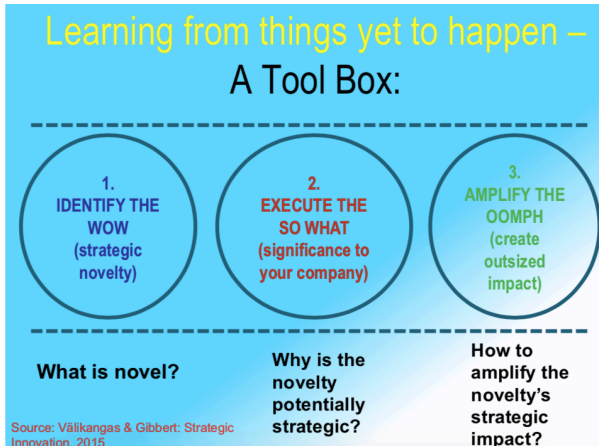 Learning from things yet to happen –
A Tool Box:
1.
IDENTIFY THE
WOW
(strategic
novelty)
2.
EXECUTE THE
SO WHAT
(significance to
your company)
3.
AMPLIFY THE
OOMPH
(create
outsized
impact)
What is novel?
Why is the
novelty
potentially
strategic?
How to
amplify the
novelty's
strategic
impact?
Source: Välikangas & Gibbert: Strategic
Innovation, 2015